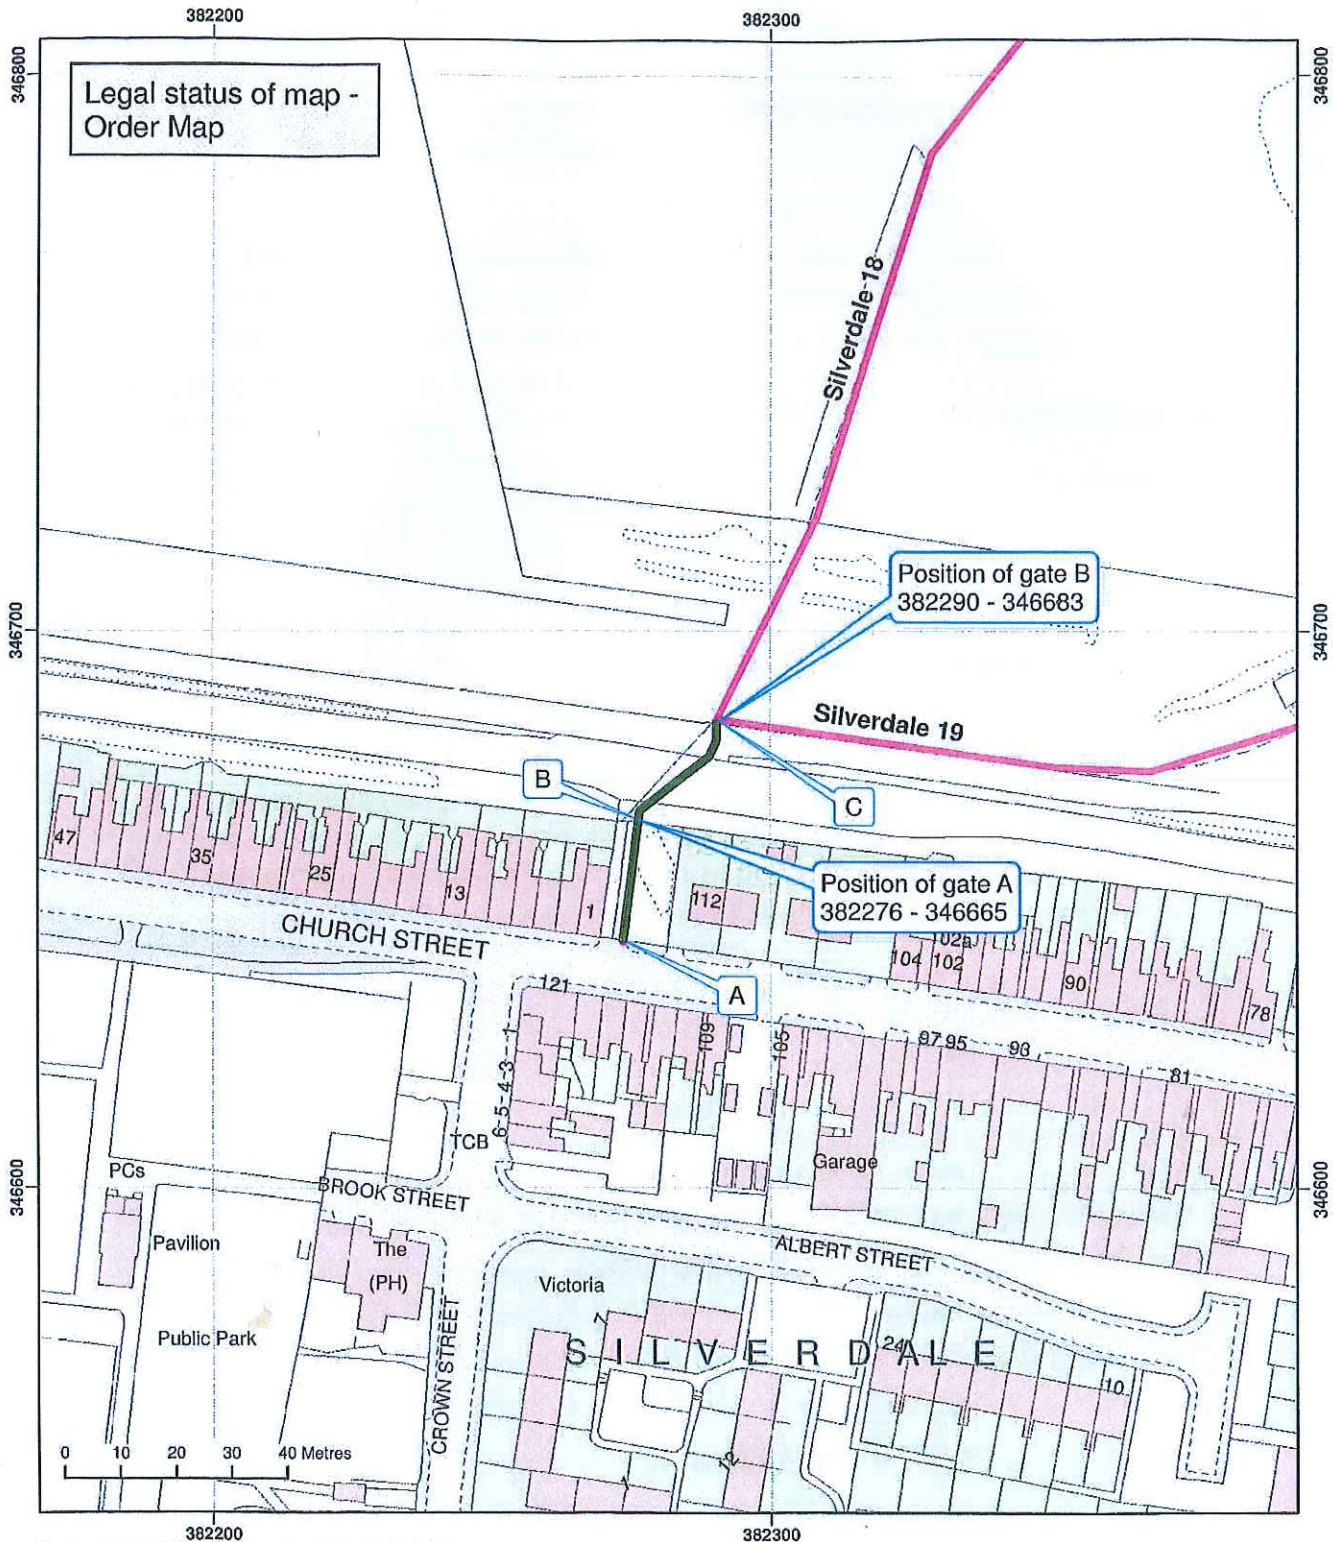 382200
382300
346800
346800
Legal status of map -
Order Map
Silverdale 18
Position of gate B
382290 - 346683
346700
346700
Silverdale 19
B
C
Position of gate A
382276 - 346665
47
35
25
13
1
112
CHURCH STREET
104
102a
102
90
78
A
121
109
105
97
95
93
81
1
6-5-4-3
TCB
Garage
PCs
346600
346600
BROOK STREET
Pavilion
The
(PH)
ALBERT STREET
Victoria
Public Park
CROWN STREET
7
SILVERDALE
24
10
12
1
0 10 20 30 40 Metres
382200
382300